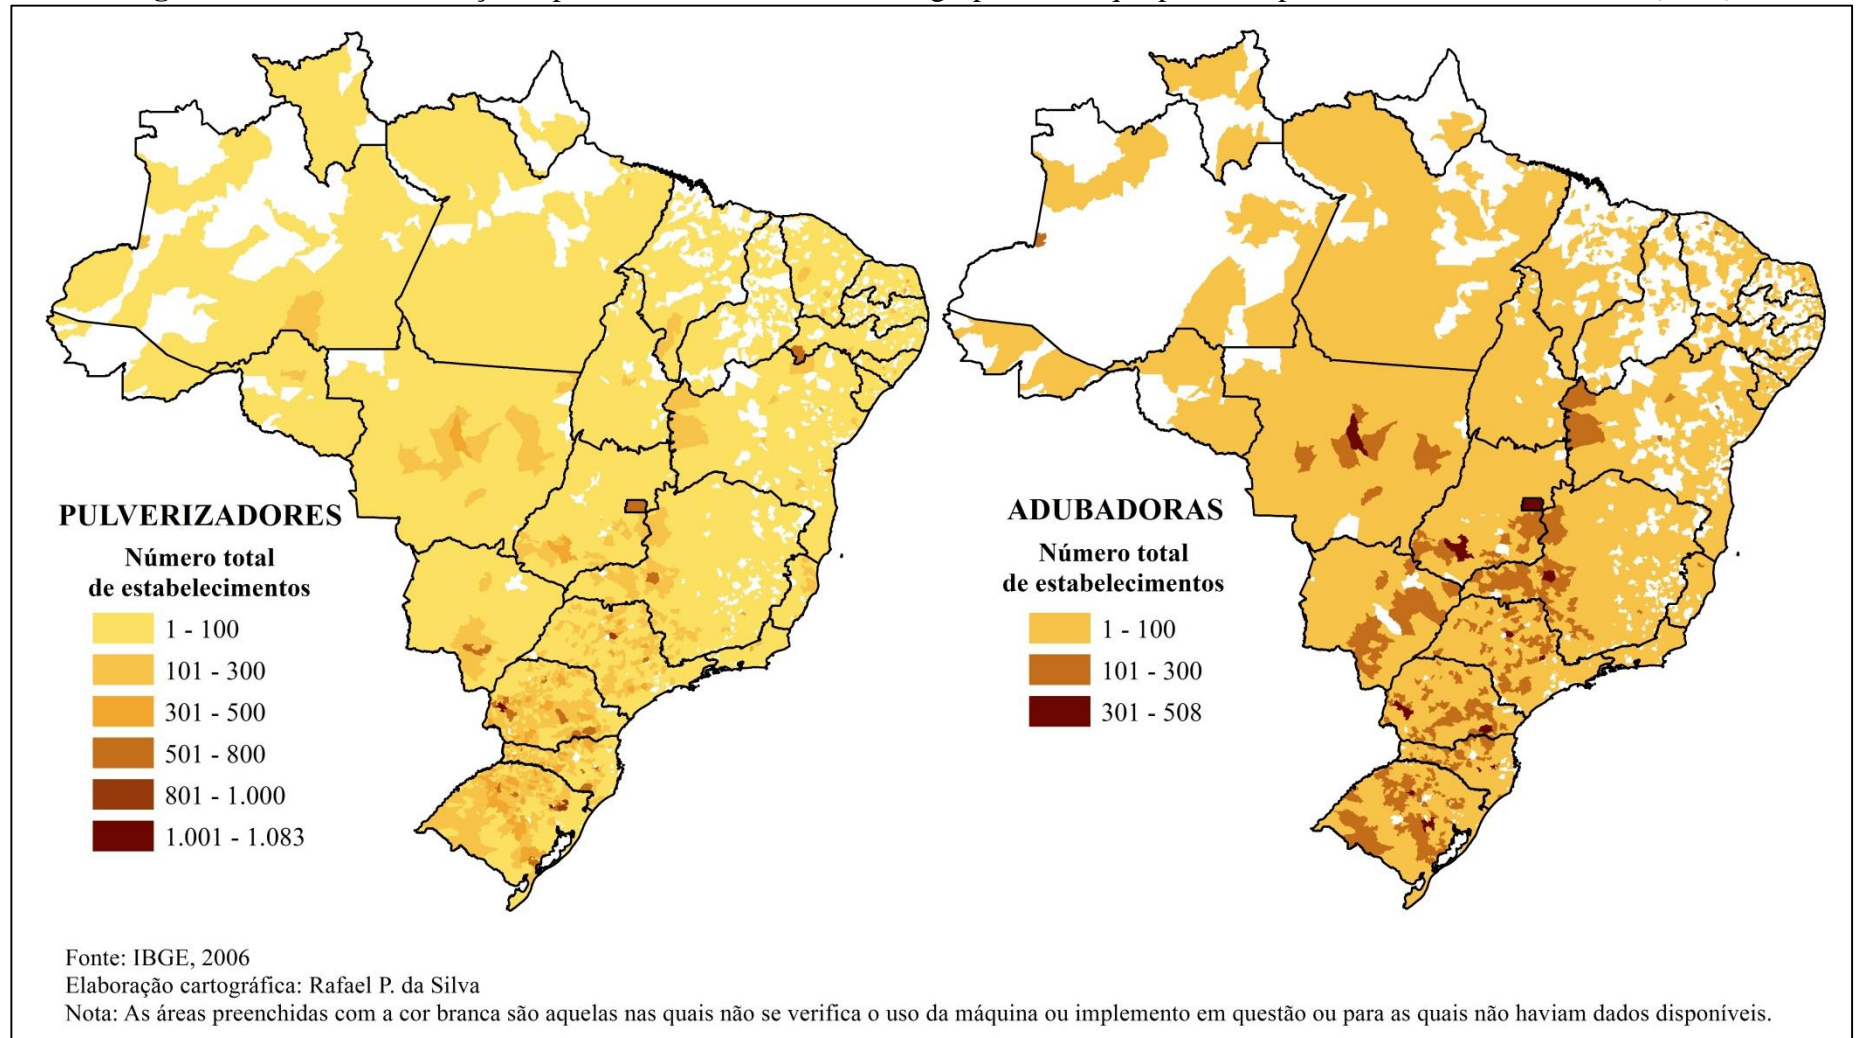 PULVERIZADORES
Número total
de estabelecimentos
1 - 100
101 - 300
301 - 500
501 - 800
801 - 1.000
1.001 - 1.083
ADUBADORAS
Número total
de estabelecimentos
1 - 100
101 - 300
301 - 508
Fonte: IBGE, 2006
Elaboração cartográfica: Rafael P. da Silva
Nota: As áreas preenchidas com a cor branca são aquelas nas quais não se verifica o uso da máquina ou implemento em questão ou para as quais não haviam dados disponíveis.